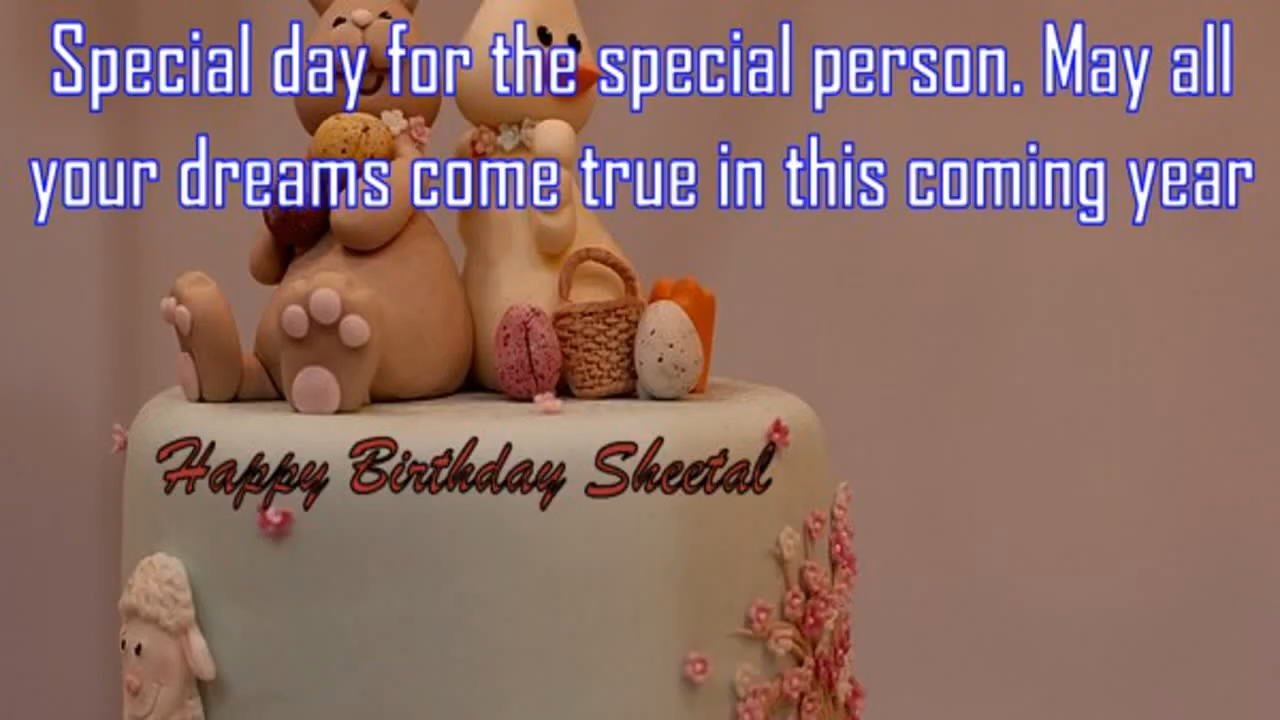 Special day for the special person. May all
your dreams come true in this coming year
Happy Birthday Sheetal